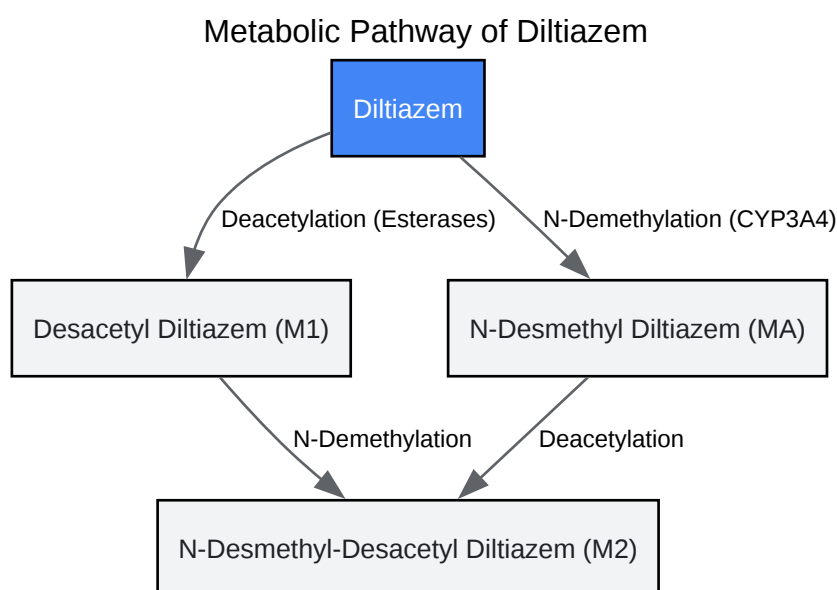 Metabolic Pathway of Diltiazem
Diltiazem
Deacetylation (Esterases)
N-Demethylation (CYP3A4)
Desacetyl Diltiazem (M1)
N-Desmethyl Diltiazem (MA)
N-Demethylation
Deacetylation
N-Desmethyl-Desacetyl Diltiazem (M2)